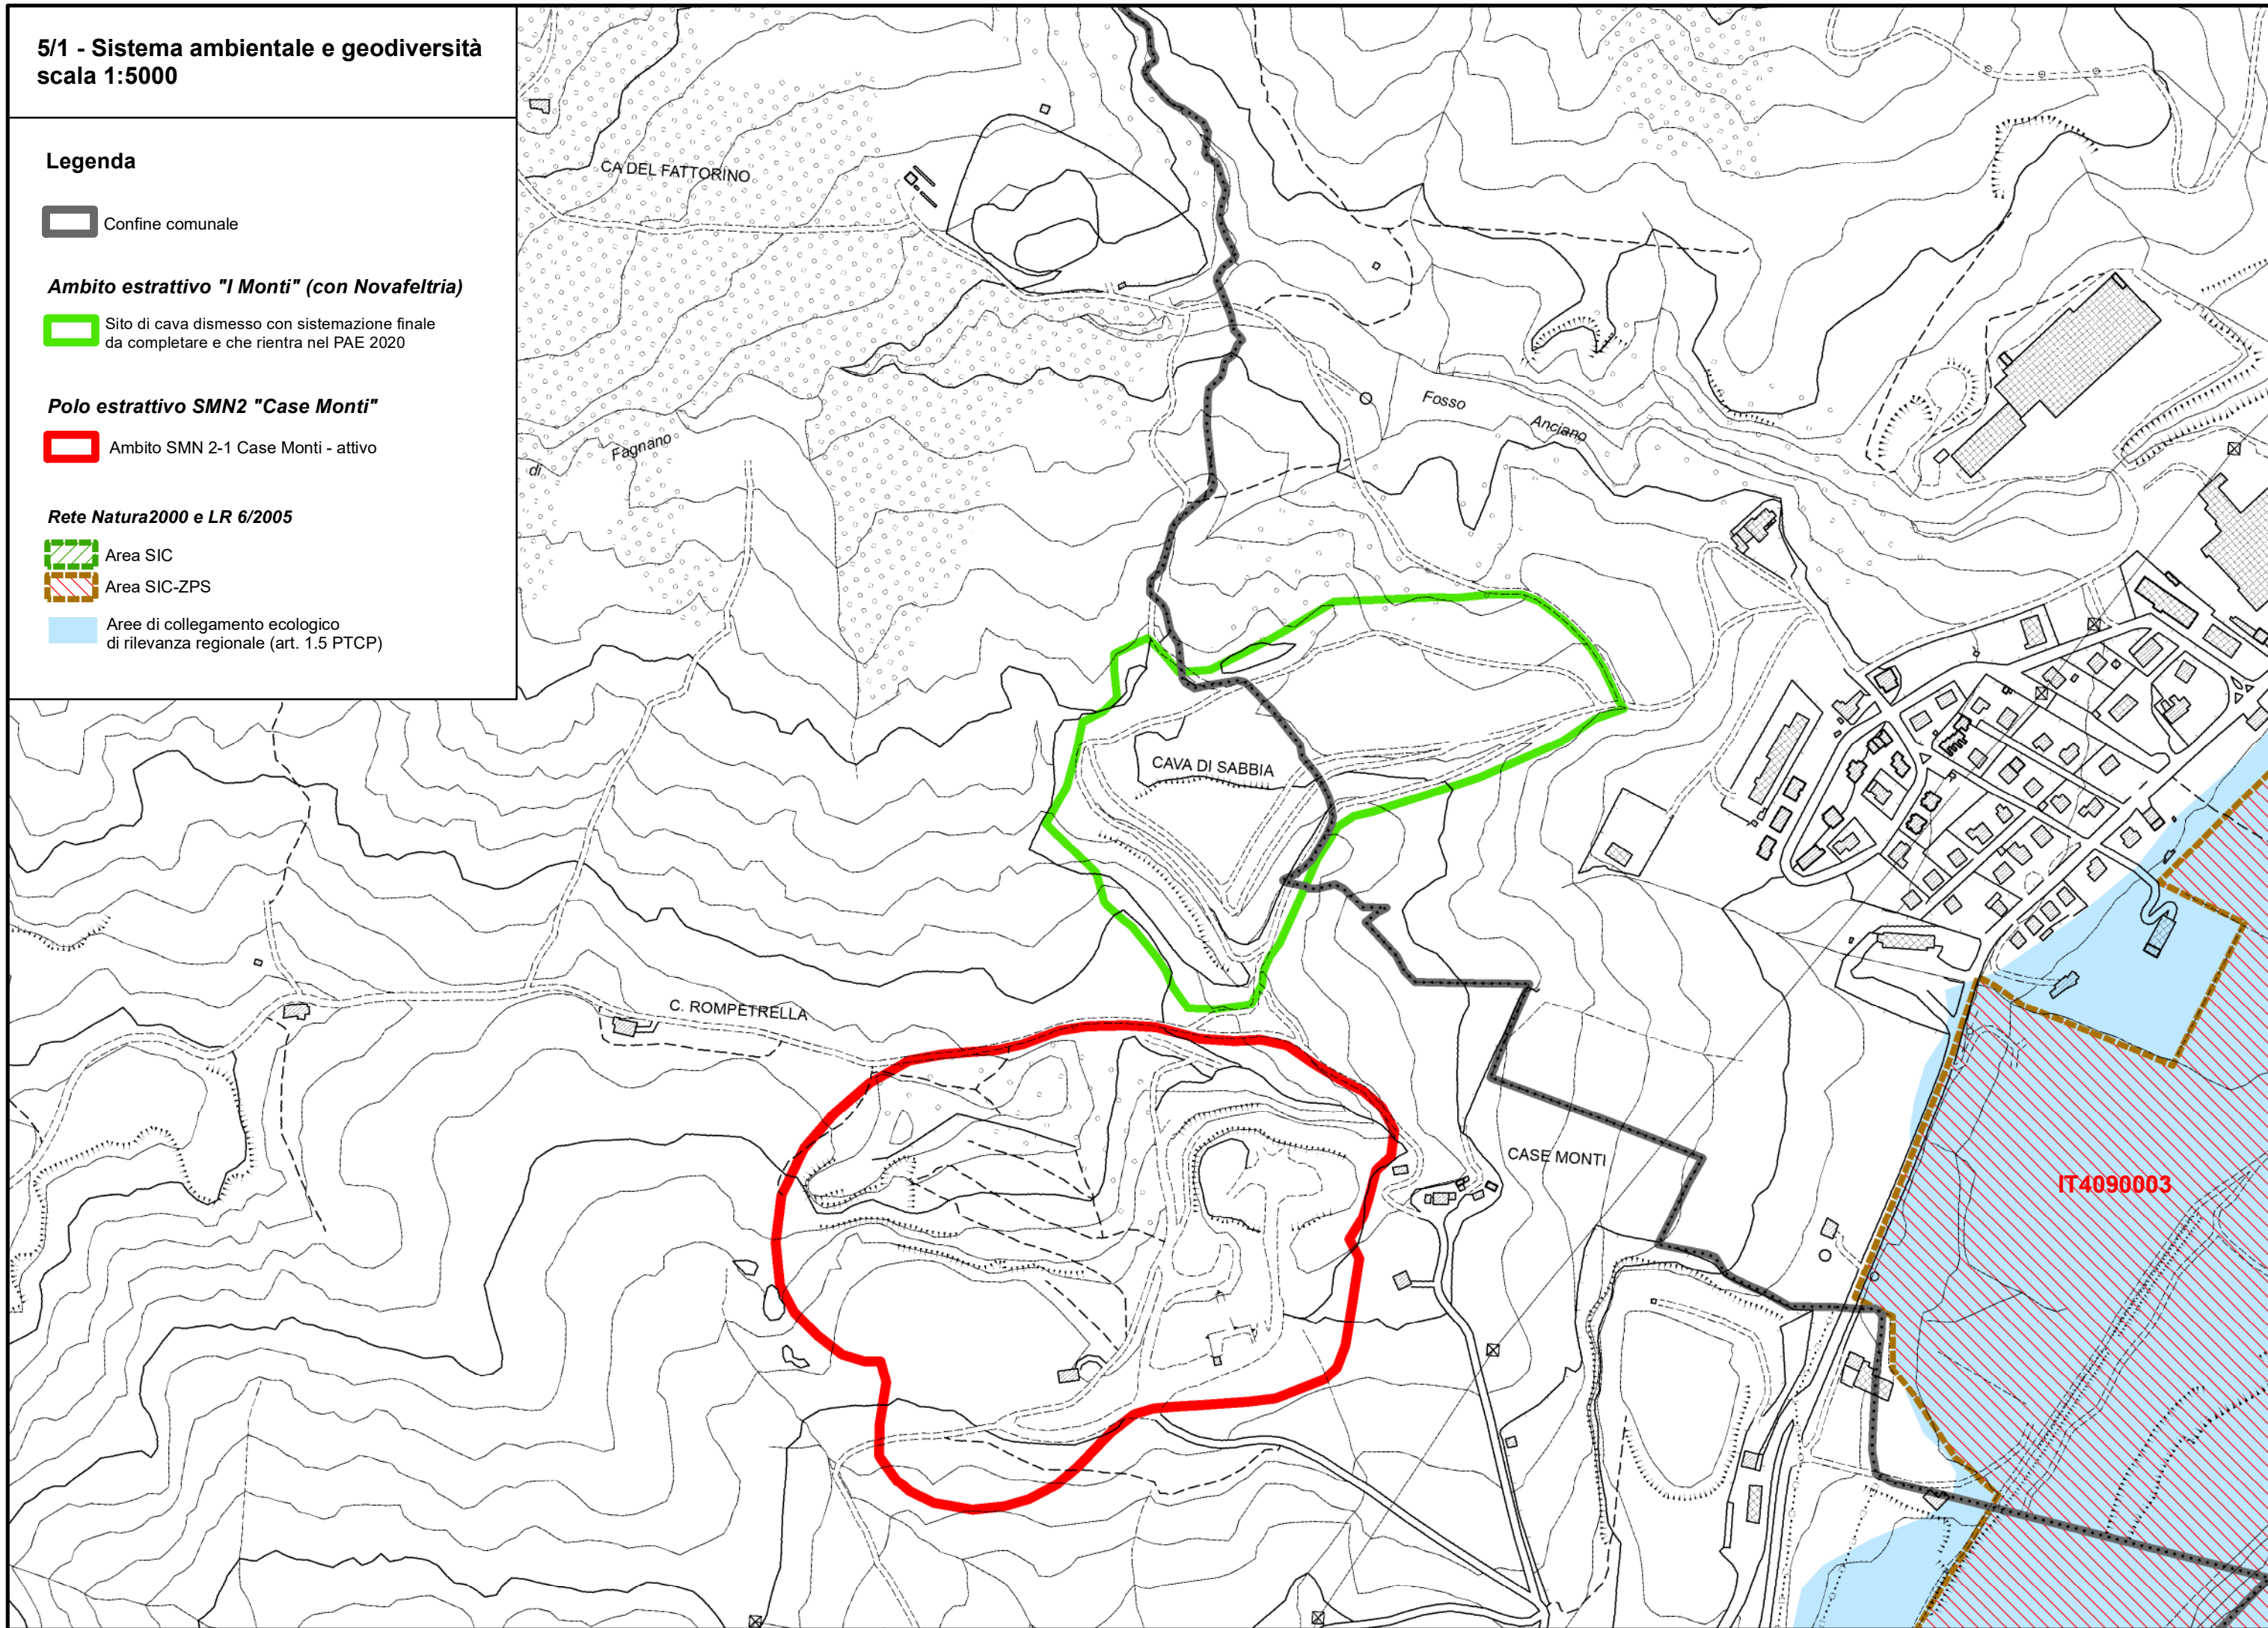 5/1 - Sistema ambientale e geodiversità
scala 1:5000
Legenda
Confine comunale
Ambito estrattivo "I Monti" (con Novafeltria)
Sito di cava dismesso con sistemazione finale
da completare e che rientra nel PAE 2020
Polo estrattivo SMN2 "Case Monti"
Ambito SMN 2-1 Case Monti - attivo
Rete Natura2000 e LR 6/2005
Area SIC
Area SIC-ZPS
Aree di collegamento ecologico
di rilevanza regionale (art. 1.5 PTCP)
CA DEL FATTORINO
Fosso
Anciano
di
Fagnano
CAVA DI SABBIA
C. ROMPETRELLA
CASE MONTI
IT4090003